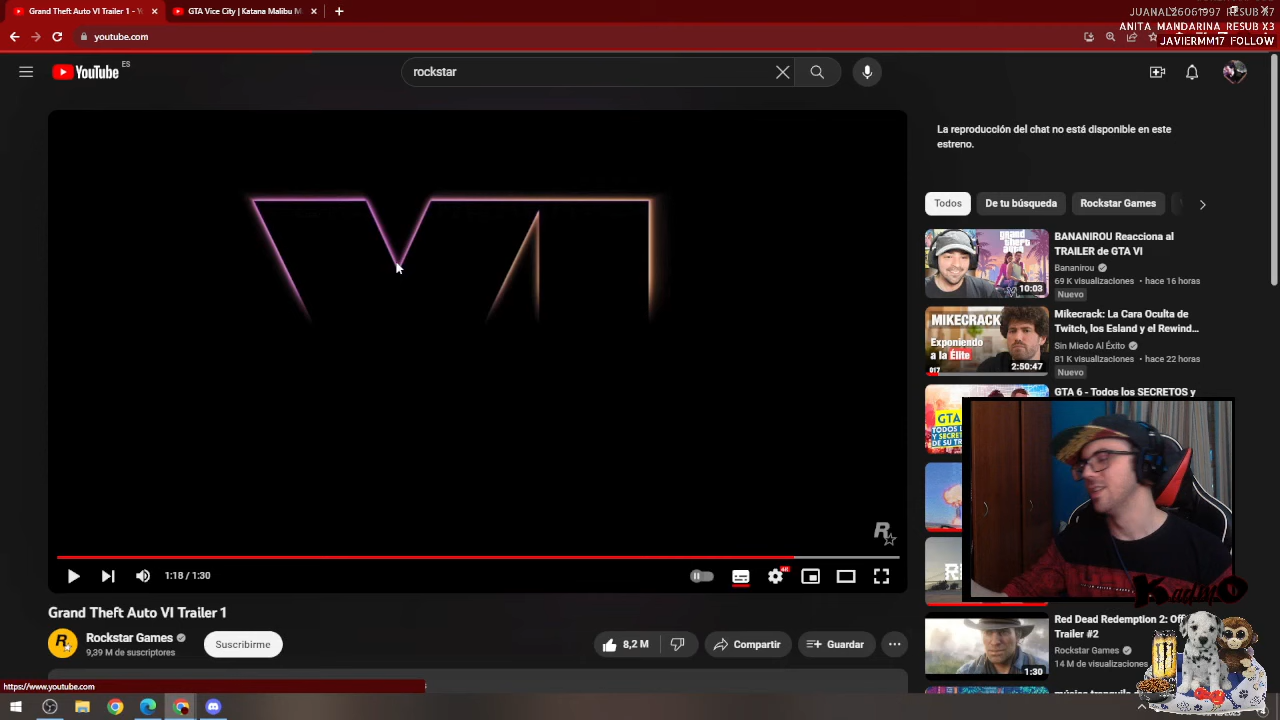 Grand Theft Auto VI Trailer 1 - Y
GTA Vice City | Katana Malibu M
JUANAL26061997 RESUB X7
ANITA_MANDARINA RESUB X3
JAVIERMM17 FOLLOW
youtube.com
YouTube ES
rockstar
VI
La reproducción del chat no está disponible en este
estreno.
Todos De tu búsqueda Rockstar Games
BANANIROU Reacciona al
TRAILER de GTA VI
Bananirou
69 K visualizaciones • hace 16 horas
Nuevo
10:03
MIKECRACK
Exponiendo
a la Élite
2:50:47
Mikecrack: La Cara Oculta de
Twitch, los Esland y el Rewind...
Sin Miedo Al Éxito
81 K visualizaciones • hace 22 horas
Nuevo
GTA 6 - Todos los SECRETOS y
GTA
1:18 / 1:30
Grand Theft Auto VI Trailer 1
Rockstar Games
9,39 M de suscriptores
Suscribirme
8,2 M
Compartir
Guardar
Red Dead Redemption 2: Off
Trailer #2
Rockstar Games
14 M de visualizaciones
1:30
https://www.youtube.com